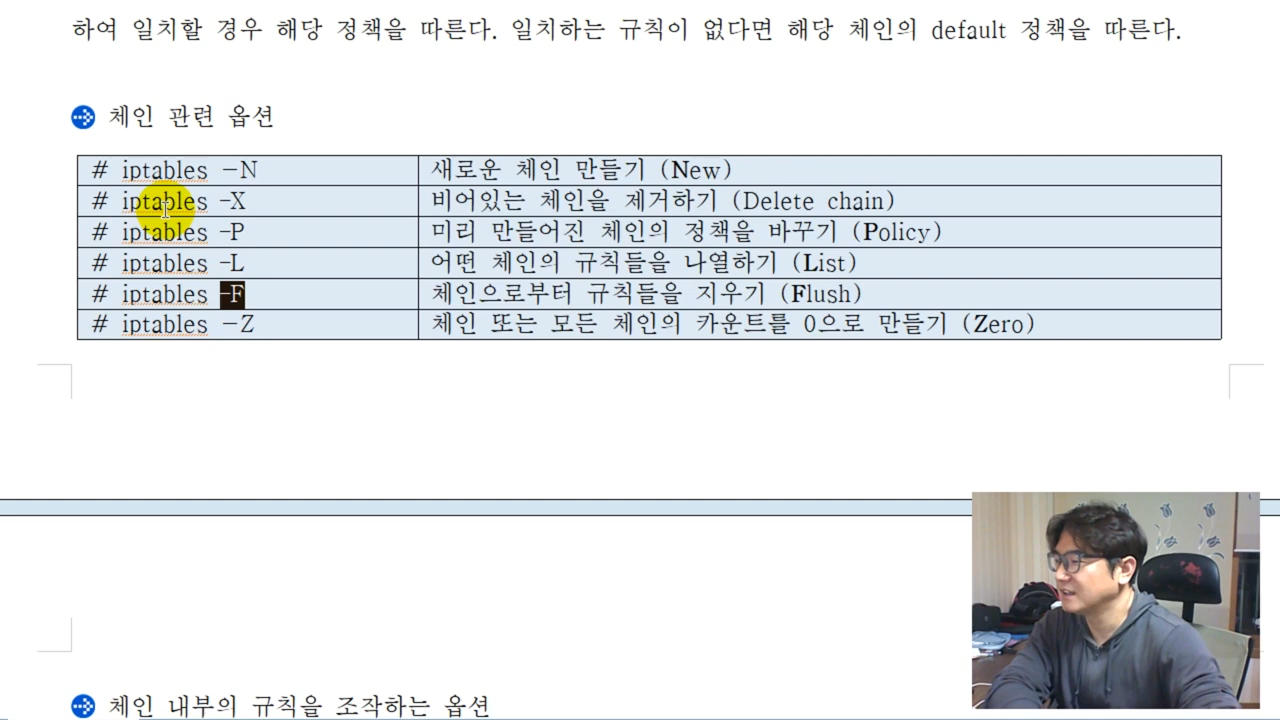 하여 일치할 경우 해당 정책을 따른다. 일치하는 규칙이 없다면 해당 체인의 default 정책을 따른다.
체인 관련 옵션
# iptables -N 새로운 체인 만들기 (New)
# iptables -X 비어있는 체인을 제거하기 (Delete chain)
# iptables -P 미리 만들어진 체인의 정책을 바꾸기 (Policy)
# iptables -L 어떤 체인의 규칙들을 나열하기 (List)
# iptables -F 체인으로부터 규칙들을 지우기 (Flush)
# iptables -Z 체인 또는 모든 체인의 카운트를 0으로 만들기 (Zero)
체인 내부의 규칙을 조작하는 옵션